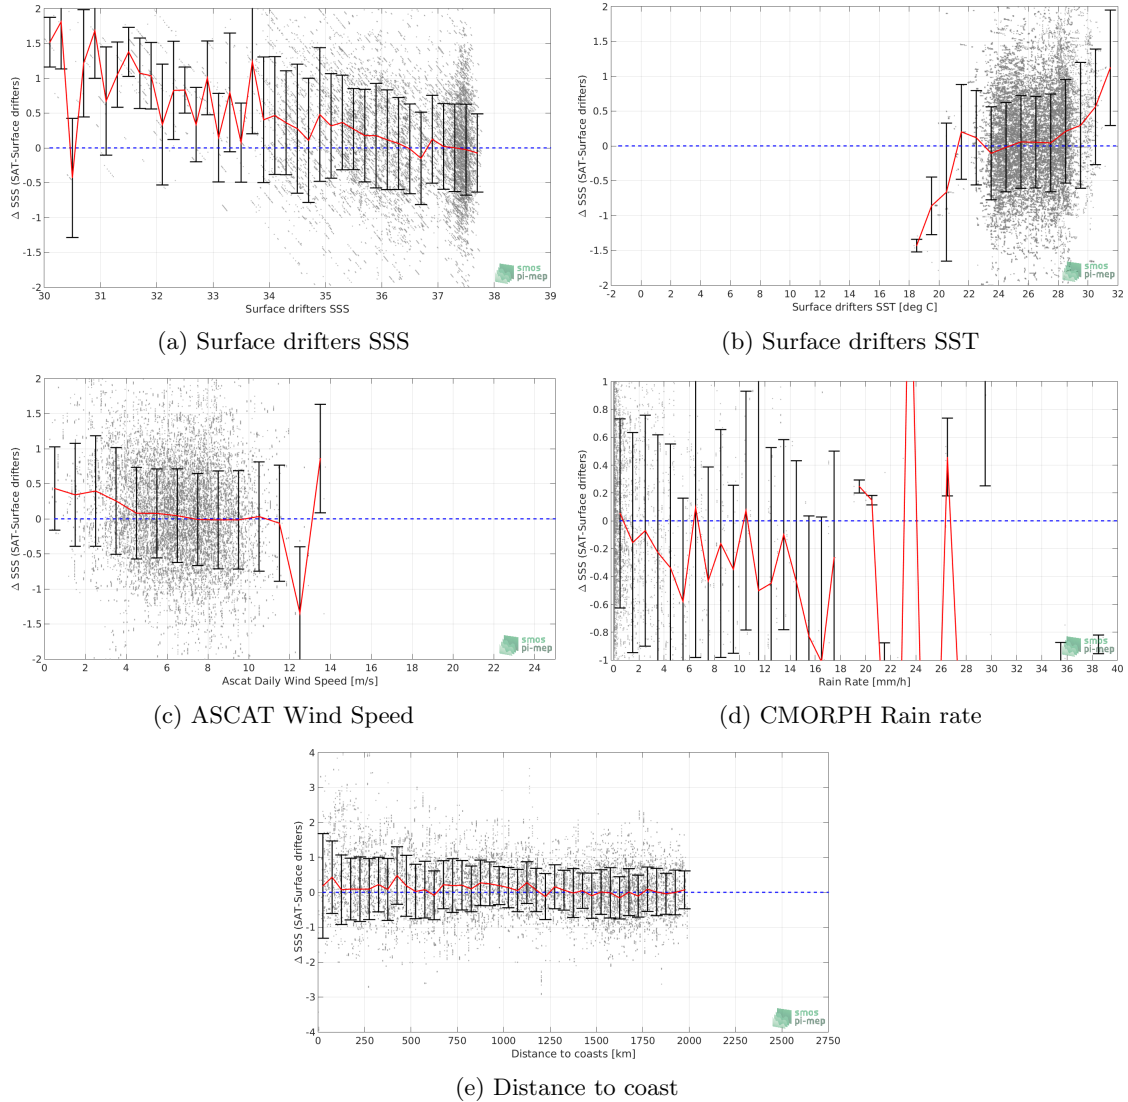 2
1.5
1
0.5
0
-0.5
-1
-1.5
-2
Δ SSS (SAT-Surface drifters)
30 31 32 33 34 35 36 37 38 39
Surface drifters SSS
smos
pi-mep
(a) Surface drifters SSS
2
1.5
1
0.5
0
-0.5
-1
-1.5
-2
Δ SSS (SAT-Surface drifters)
-2 0 2 4 6 8 10 12 14 16 18 20 22 24 26 28 30 32
Surface drifters SST [deg C]
smos
pi-mep
(b) Surface drifters SST
2
1.5
1
0.5
0
-0.5
-1
-1.5
-2
Δ SSS (SAT-Surface drifters)
0 2 4 6 8 10 12 14 16 18 20 22 24
Ascat Daily Wind Speed [m/s]
smos
pi-mep
(c) ASCAT Wind Speed
1
0.8
0.6
0.4
0.2
0
-0.2
-0.4
-0.6
-0.8
-1
Δ SSS (SAT-Surface drifters)
0 2 4 6 8 10 12 14 16 18 20 22 24 26 28 30 32 34 36 38 40
Rain Rate [mm/h]
smos
pi-mep
(d) CMORPH Rain rate
4
3
2
1
0
-1
-2
-3
-4
Δ SSS (SAT-Surface drifters)
0 250 500 750 1000 1250 1500 1750 2000 2250 2500 2750
Distance to coasts [km]
smos
pi-mep
(e) Distance to coast